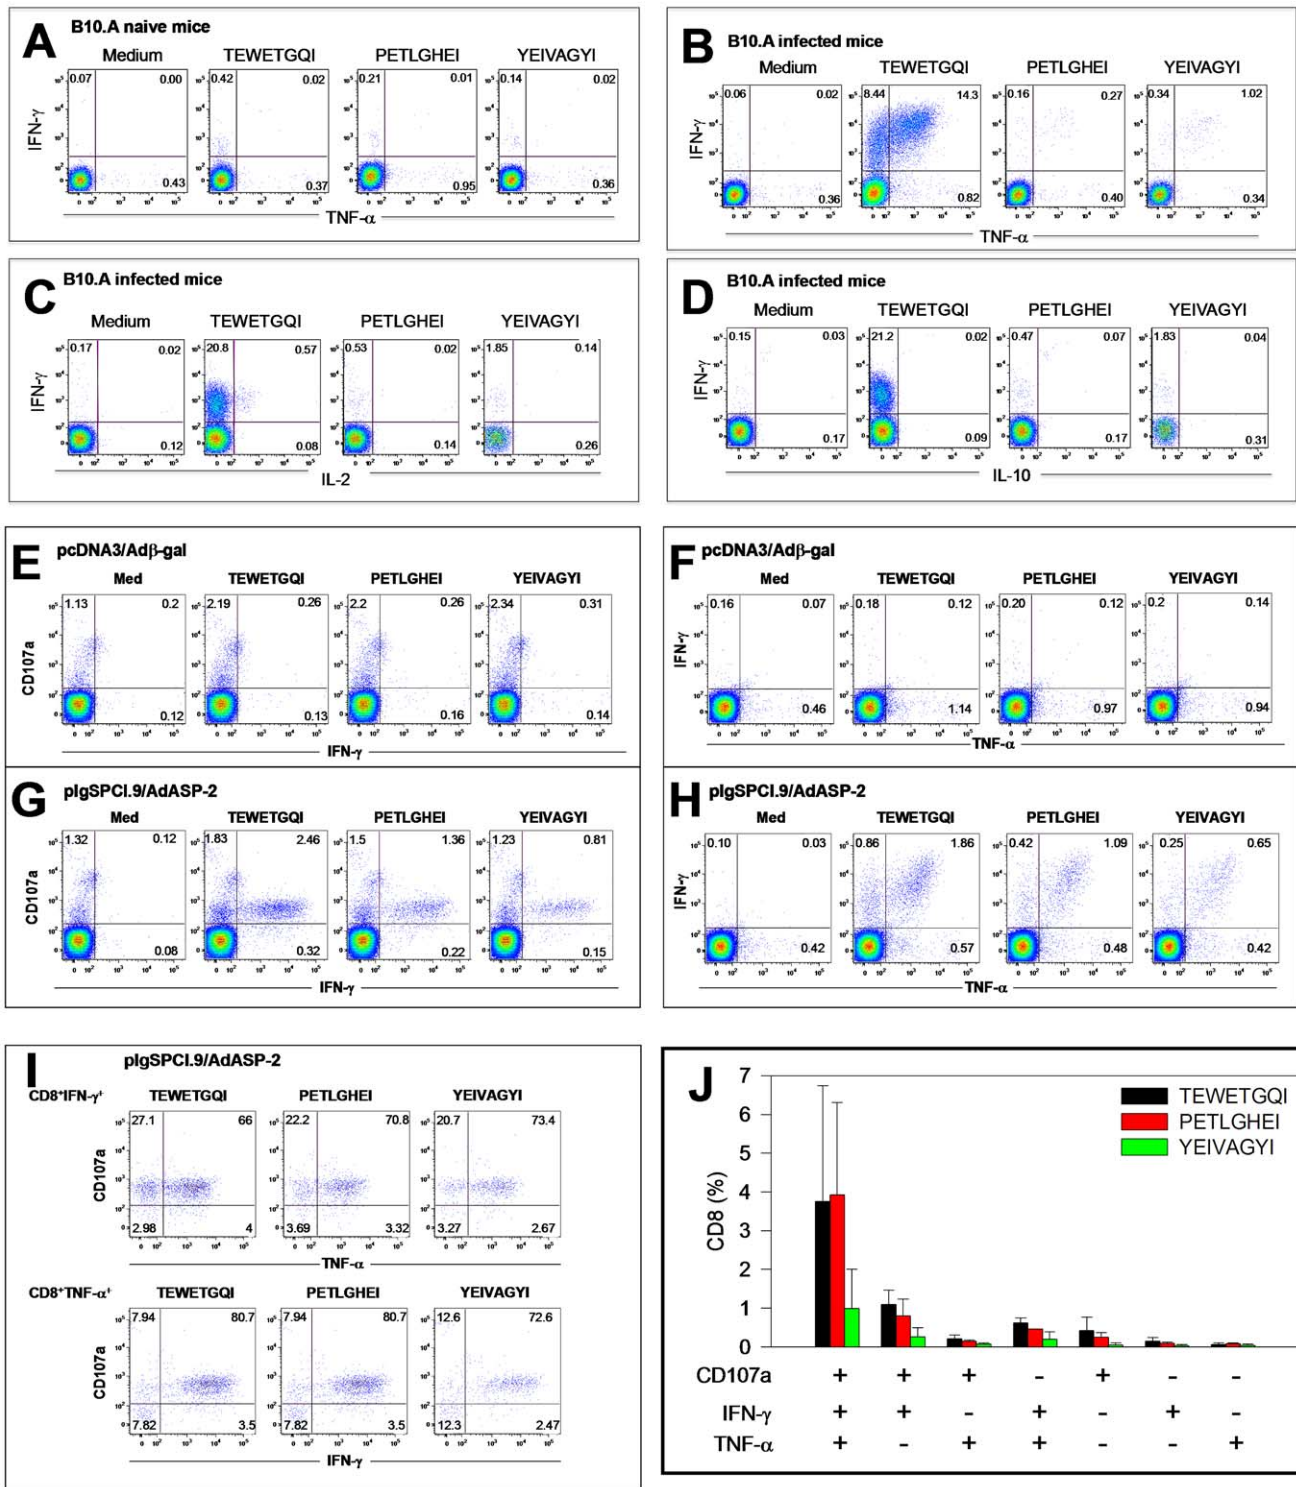 A B10.A naive mice
Medium TEWETGQI PETLGHEI YEIVAGYI
0.07 0.00 0.42 0.02 0.21 0.01 0.14 0.02
IFN-γ
0.43 0.37 0.95 0.36
TNF-α
B B10.A infected mice
Medium TEWETGQI PETLGHEI YEIVAGYI
0.06 0.02 8.44 14.3 0.16 0.27 0.34 1.02
IFN-γ
0.36 0.82 0.40 0.34
TNF-α
C B10.A infected mice
Medium TEWETGQI PETLGHEI YEIVAGYI
0.17 0.02 20.8 0.57 0.53 0.02 1.85 0.14
IFN-γ
0.12 0.08 0.14 0.26
IL-2
D B10.A infected mice
Medium TEWETGQI PETLGHEI YEIVAGYI
0.15 0.03 21.2 0.02 0.47 0.07 1.83 0.04
IFN-γ
0.17 0.09 0.17 0.31
IL-10
E pcDNA3/Adβ-gal
Med TEWETGQI PETLGHEI YEIVAGYI
1.13 0.2 2.19 0.26 2.2 0.26 2.34 0.31
CD107a
0.12 0.13 0.16 0.14
IFN-γ
F pcDNA3/Adβ-gal
Med TEWETGQI PETLGHEI YEIVAGYI
0.16 0.07 0.18 0.12 0.20 0.12 0.2 0.14
IFN-γ
0.46 1.14 0.97 0.94
TNF-α
G pIgSPCl.9/AdASP-2
Med TEWETGQI PETLGHEI YEIVAGYI
1.32 0.12 1.83 2.46 1.5 1.36 1.23 0.81
CD107a
0.08 0.32 0.22 0.15
IFN-γ
H pIgSPCl.9/AdASP-2
Med TEWETGQI PETLGHEI YEIVAGYI
0.10 0.03 0.86 1.86 0.42 1.09 0.25 0.65
IFN-γ
0.42 0.57 0.48 0.42
TNF-α
I pIgSPCl.9/AdASP-2
CD8⁺IFN-γ⁺ TEWETGQI PETLGHEI YEIVAGYI
27.1 66 22.2 70.8 20.7 73.4
CD107a
2.98 4 3.69 3.32 3.27 2.67
TNF-α
CD8⁺TNF-α⁺ TEWETGQI PETLGHEI YEIVAGYI
7.94 80.7 7.94 80.7 12.6 72.6
CD107a
7.82 3.5 7.82 3.5 12.3 2.47
IFN-γ
J
TEWETGQI
PETLGHEI
YEIVAGYI
CD8 (%)
7
6
5
4
3
2
1
0
CD107a + + + - + - -
IFN-γ + + - + - + -
TNF-α + - + + - - +